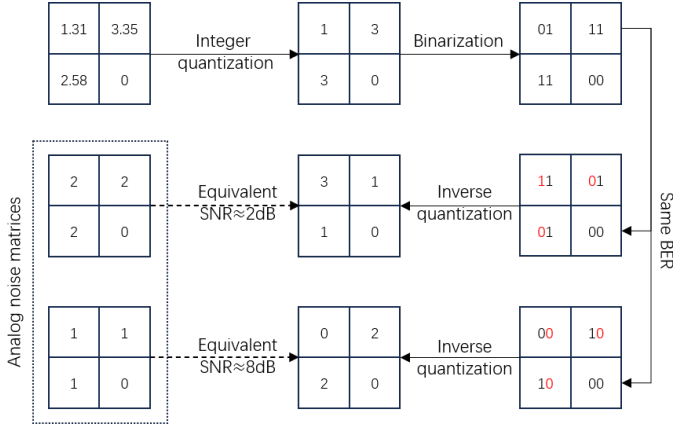 1.31 3.35
2.58 0
Integer
quantization
1 3
3 0
Binarization
01 11
11 00
Same BER
Analog noise matrices
2 2
2 0
Equivalent
SNR≈2dB
3 1
1 0
Inverse
quantization
11 01
01 00
1 1
1 0
Equivalent
SNR≈8dB
0 2
2 0
Inverse
quantization
00 10
10 00